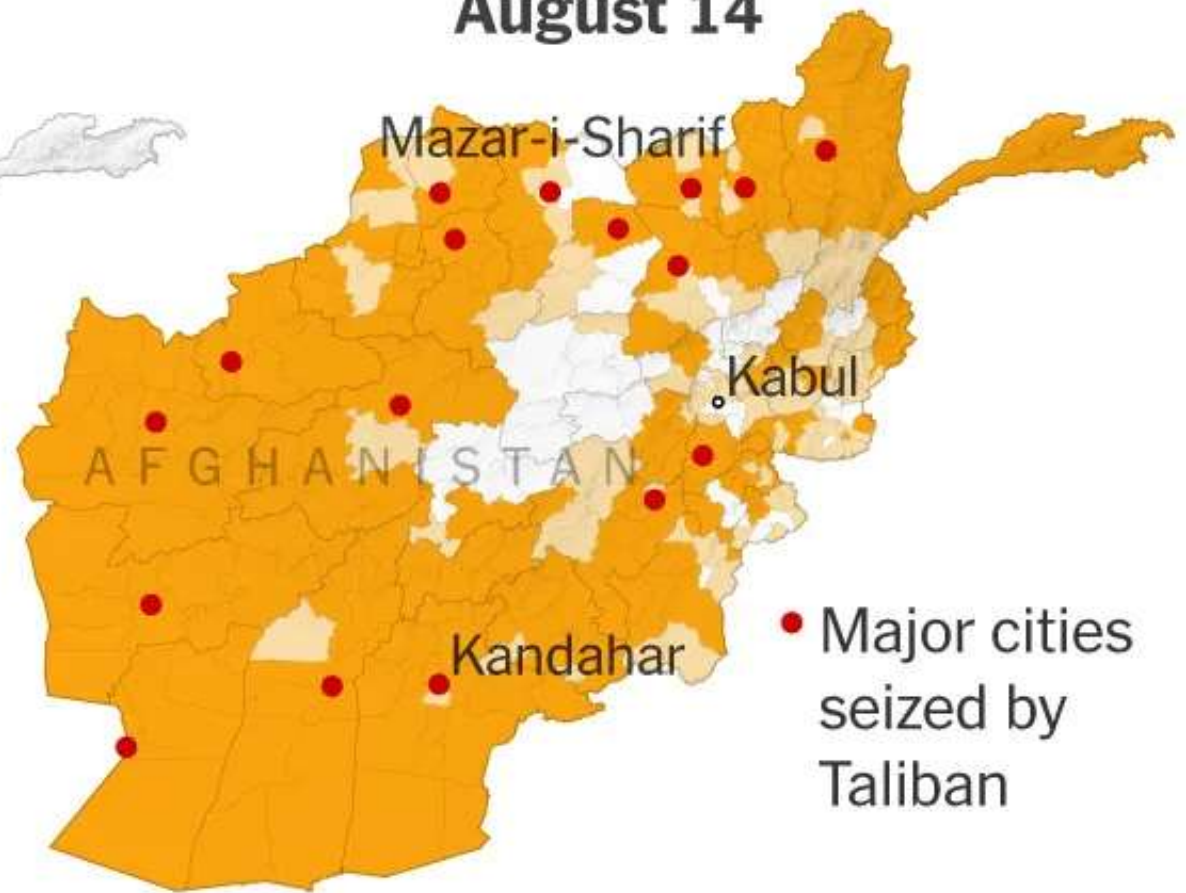 August 14
Mazar-i-Sharif
Kabul
AFGHANISTAN
Kandahar
Major cities
seized by
Taliban